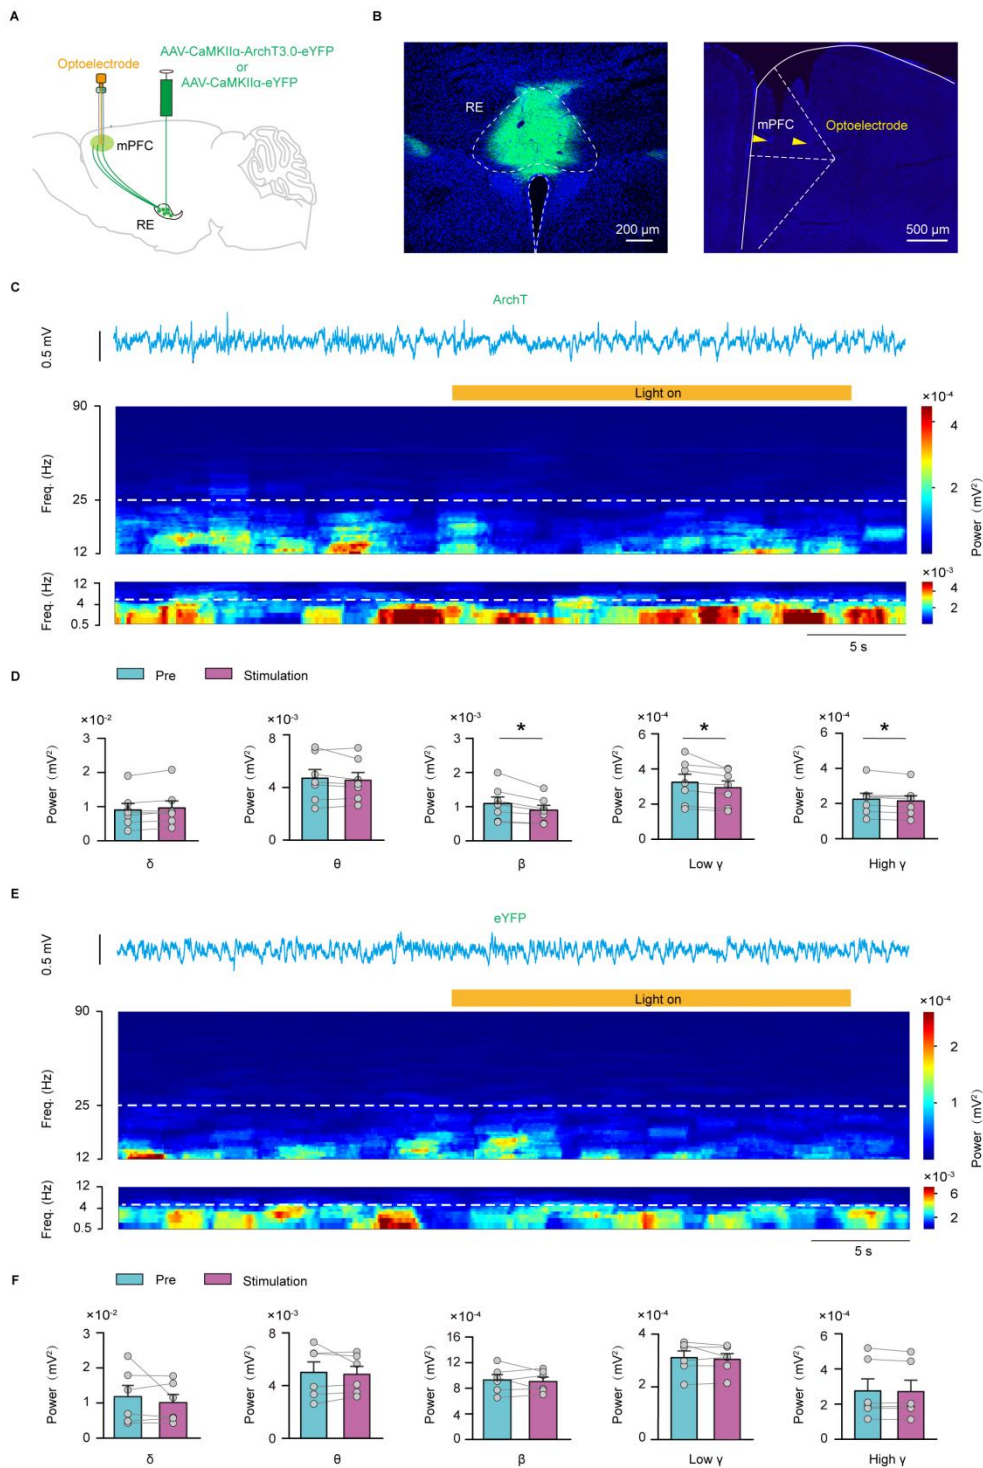 A
B
AAV-CaMKIIα-ArchT3.0-eYFP
or
AAV-CaMKIIα-eYFP
Optoelectrode
mPFC
RE
RE
200 μm
mPFC
Optoelectrode
500 μm
C
ArchT
0.5 mV
Light on
90
25
12
Freq. (Hz)
×10⁻⁴
4
2
Power (mV²)
12
4
0.5
Freq. (Hz)
×10⁻³
4
2
5 s
D
Pre
Stimulation
×10⁻²
3
2
1
0
Power (mV²)
δ
×10⁻³
8
4
0
Power (mV²)
θ
×10⁻³
3
2
1
0
Power (mV²)
*
β
×10⁻⁴
6
4
2
0
Power (mV²)
*
Low γ
×10⁻⁴
6
4
2
0
Power (mV²)
*
High γ
E
eYFP
0.5 mV
Light on
90
25
12
Freq. (Hz)
×10⁻⁴
2
1
Power (mV²)
12
4
0.5
Freq. (Hz)
×10⁻³
6
4
2
5 s
F
Pre
Stimulation
×10⁻²
3
2
1
0
Power (mV²)
δ
×10⁻³
8
4
0
Power (mV²)
θ
×10⁻⁴
16
12
8
4
0
Power (mV²)
β
×10⁻⁴
4
2
0
Power (mV²)
Low γ
×10⁻⁴
6
4
2
0
Power (mV²)
High γ